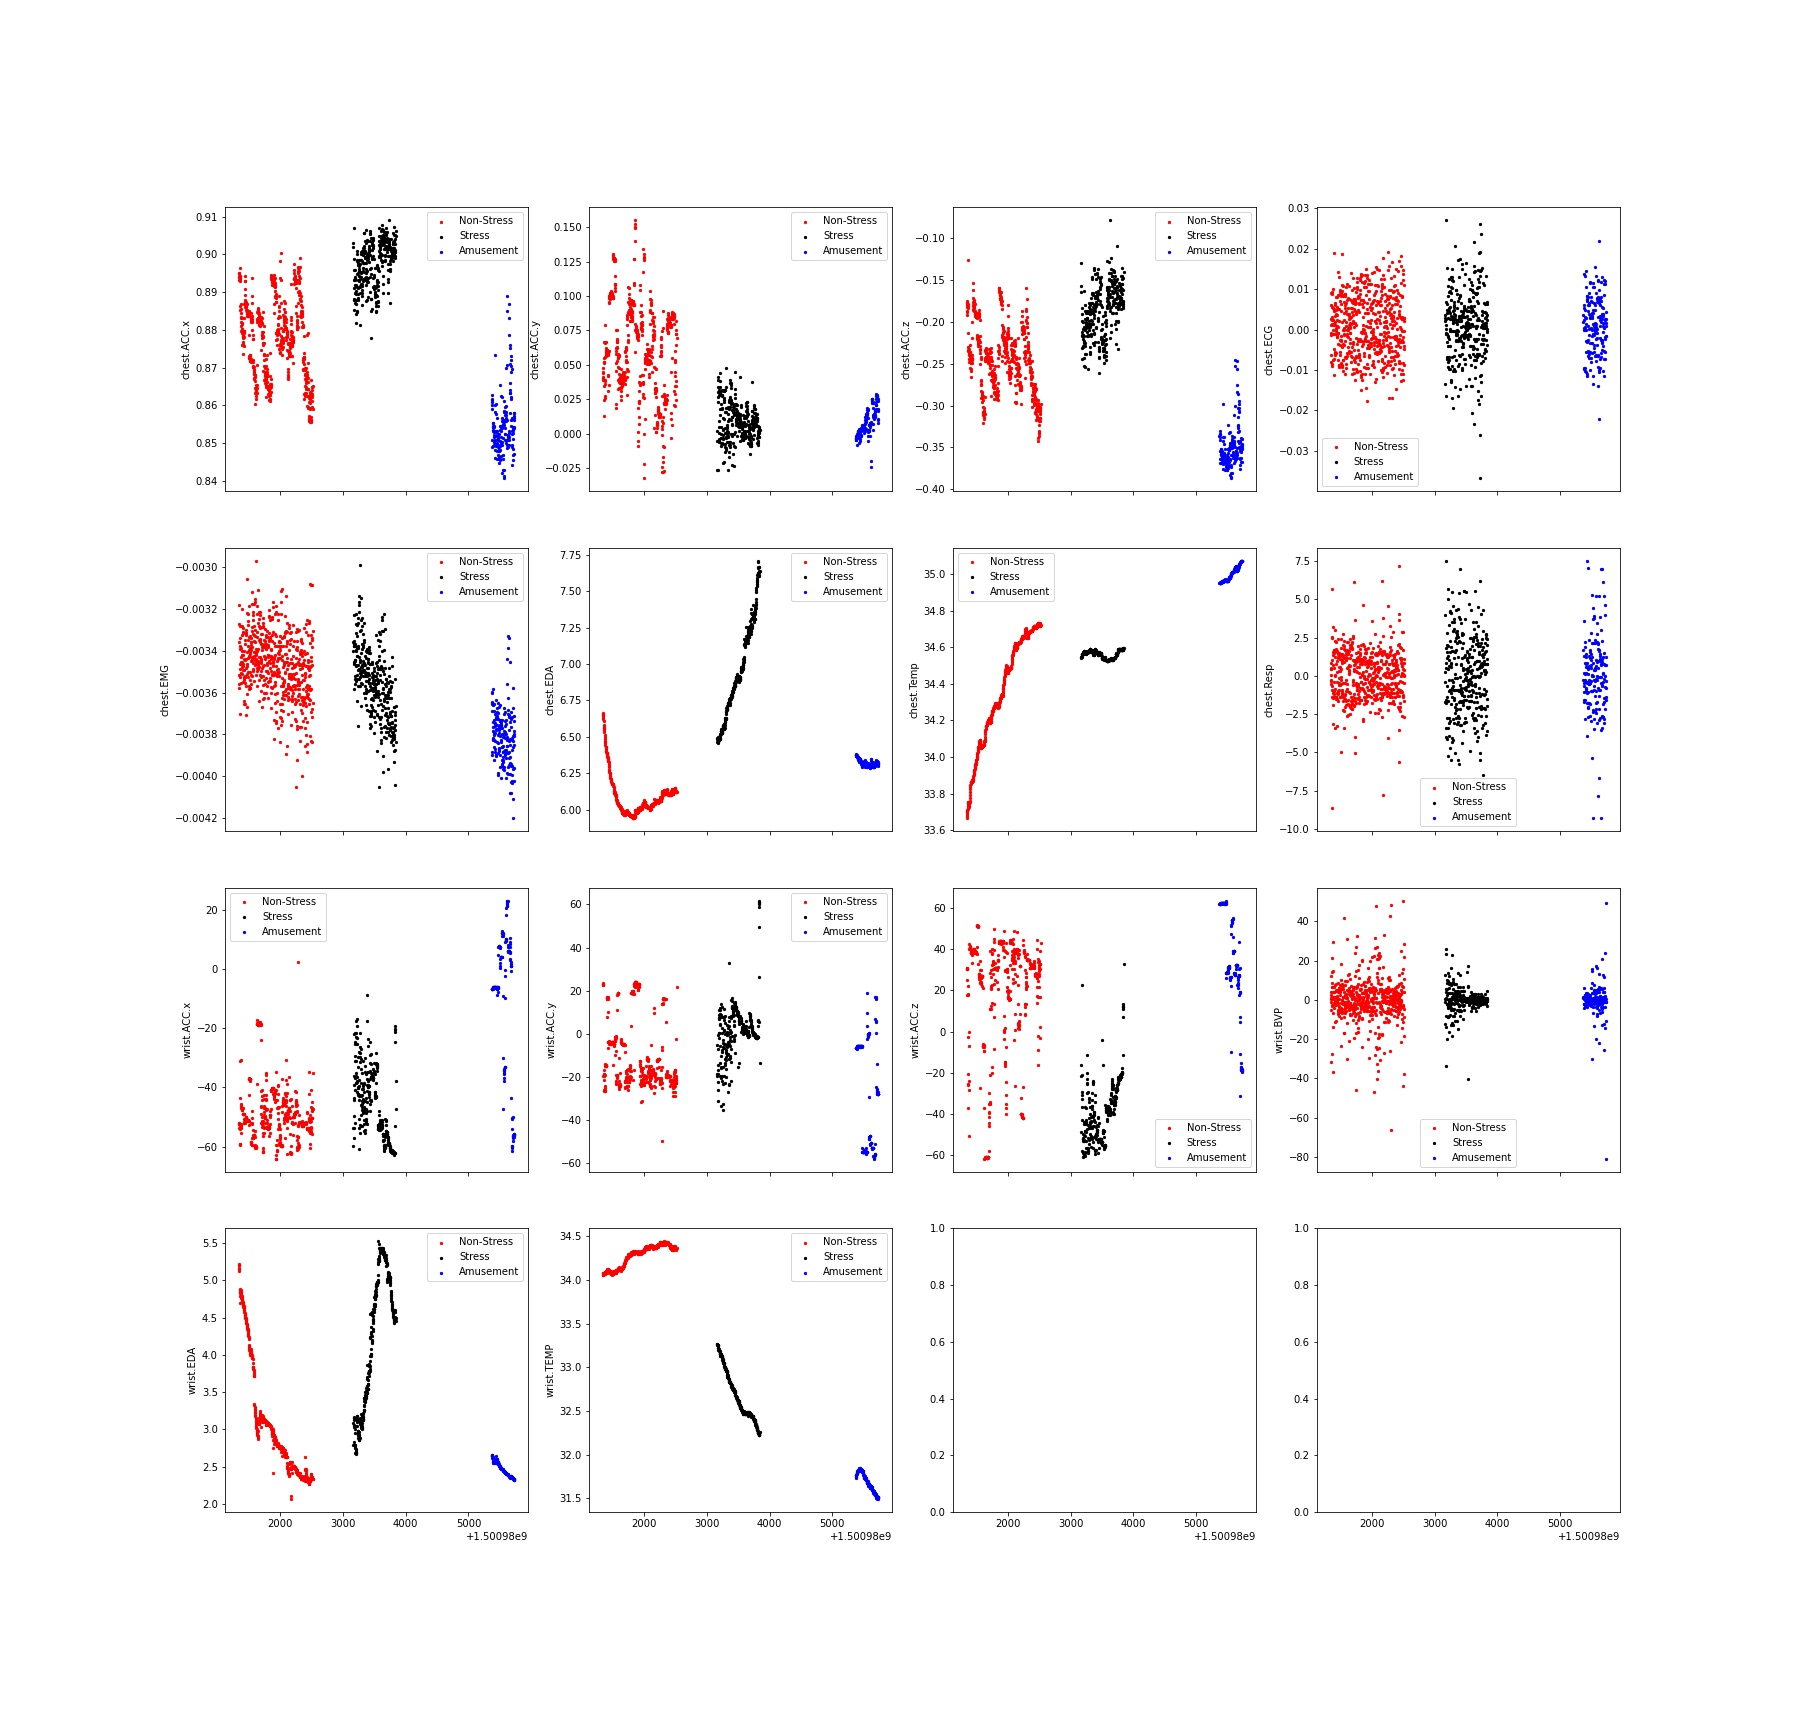 chest.ACC.x
0.91
0.90
0.89
0.88
0.87
0.86
0.85
0.84
Non-Stress
Stress
Amusement
chest.ACC.y
0.150
0.125
0.100
0.075
0.050
0.025
0.000
−0.025
Non-Stress
Stress
Amusement
chest.ACC.z
−0.10
−0.15
−0.20
−0.25
−0.30
−0.35
−0.40
Non-Stress
Stress
Amusement
chest.ECG
0.03
0.02
0.01
0.00
−0.01
−0.02
−0.03
Non-Stress
Stress
Amusement
chest.EMG
−0.0030
−0.0032
−0.0034
−0.0036
−0.0038
−0.0040
−0.0042
Non-Stress
Stress
Amusement
chest.EDA
7.75
7.50
7.25
7.00
6.75
6.50
6.25
6.00
Non-Stress
Stress
Amusement
chest.Temp
35.0
34.8
34.6
34.4
34.2
34.0
33.8
33.6
Non-Stress
Stress
Amusement
chest.Resp
7.5
5.0
2.5
0.0
−2.5
−5.0
−7.5
−10.0
Non-Stress
Stress
Amusement
wrist.ACC.x
20
0
−20
−40
−60
Non-Stress
Stress
Amusement
wrist.ACC.y
60
40
20
0
−20
−40
−60
Non-Stress
Stress
Amusement
wrist.ACC.z
60
40
20
0
−20
−40
−60
Non-Stress
Stress
Amusement
wrist.BVP
40
20
0
−20
−40
−60
−80
Non-Stress
Stress
Amusement
wrist.EDA
5.5
5.0
4.5
4.0
3.5
3.0
2.5
2.0
Non-Stress
Stress
Amusement
2000 3000 4000 5000
+1.50098e9
wrist.TEMP
34.5
34.0
33.5
33.0
32.5
32.0
31.5
Non-Stress
Stress
Amusement
2000 3000 4000 5000
+1.50098e9
1.0
0.8
0.6
0.4
0.2
0.0
2000 3000 4000 5000
+1.50098e9
1.0
0.8
0.6
0.4
0.2
0.0
2000 3000 4000 5000
+1.50098e9